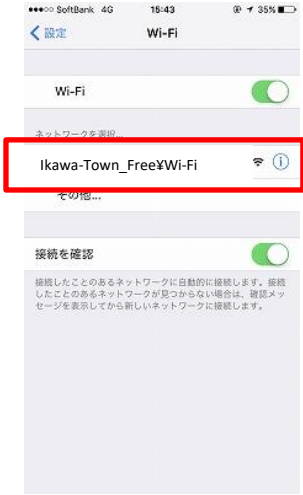 ●●●○○ SoftBank 4G 15:43 35%
設定 Wi-Fi
Wi-Fi
ネットワークを選択...
Ikawa-Town_Free¥Wi-Fi
その他...
接続を確認
接続したことのあるネットワークに自動的に接続します。接続
したことのあるネットワークが見つからない場合は、確認メッ
セージを表示してから新しいネットワークに接続します。